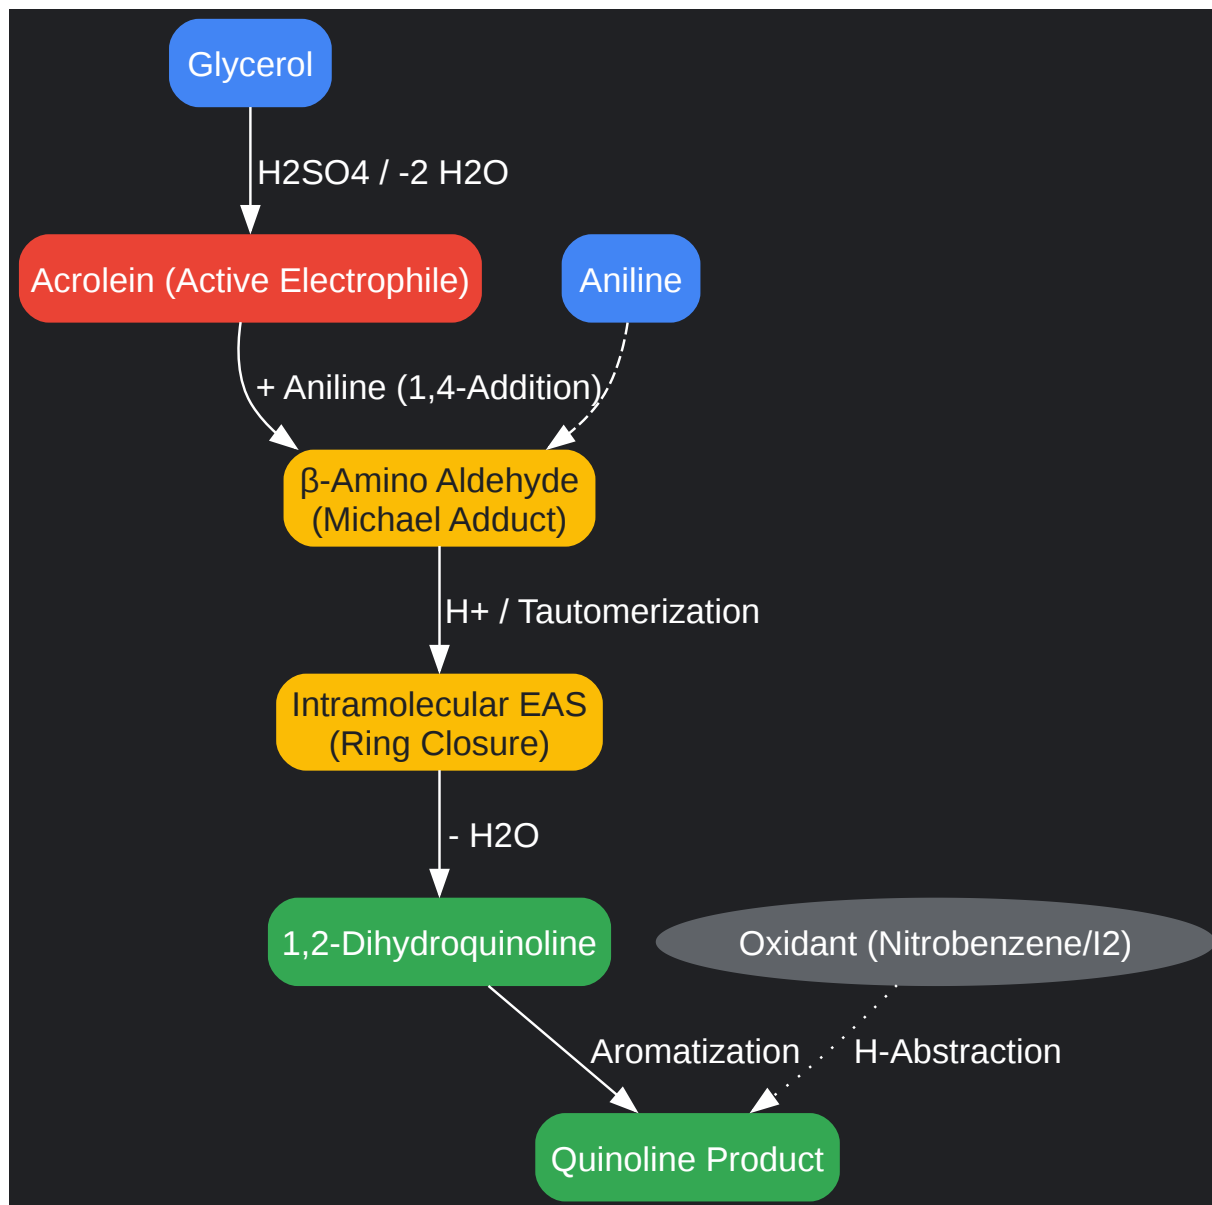 Glycerol
H2SO4 / -2 H2O
Acrolein (Active Electrophile)
Aniline
+ Aniline (1,4-Addition)
β-Amino Aldehyde
(Michael Adduct)
H+ / Tautomerization
Intramolecular EAS
(Ring Closure)
- H2O
1,2-Dihydroquinoline
Oxidant (Nitrobenzene/I2)
Aromatization
H-Abstraction
Quinoline Product